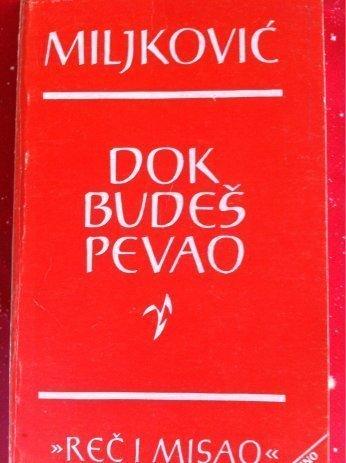 MILJKOVIĆ
DOK
BUDEŠ
PEVAO
»REČ I MISAO«